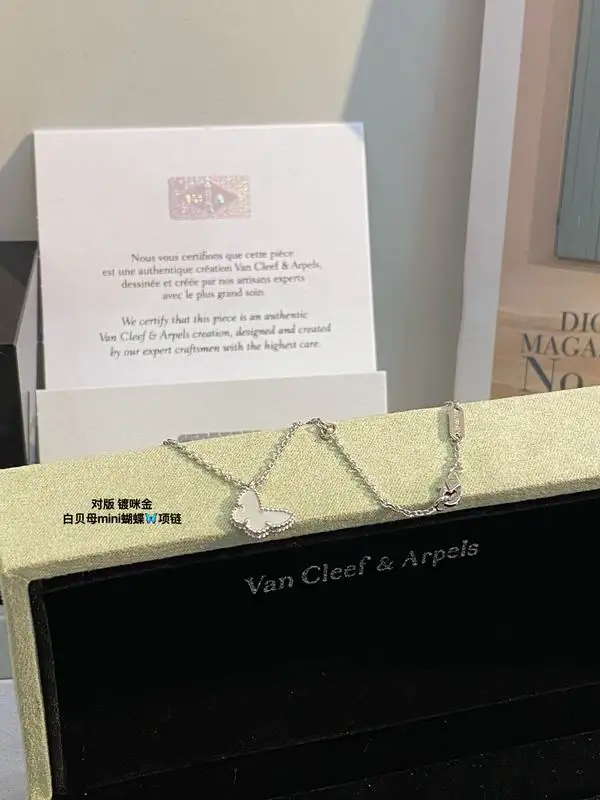 Nous vous certifions que cette pièce
est une authentique création Van Cleef & Arpels,
dessinée et créée par nos artisans experts
avec le plus grand soin.
We certify that this piece is an authentic
Van Cleef & Arpels creation, designed and created
by our expert craftsmen with the highest care.
DIO
MAGA
No
对版 镀咪金
白贝母mini蝴蝶🦋项链
Van Cleef & Arpels